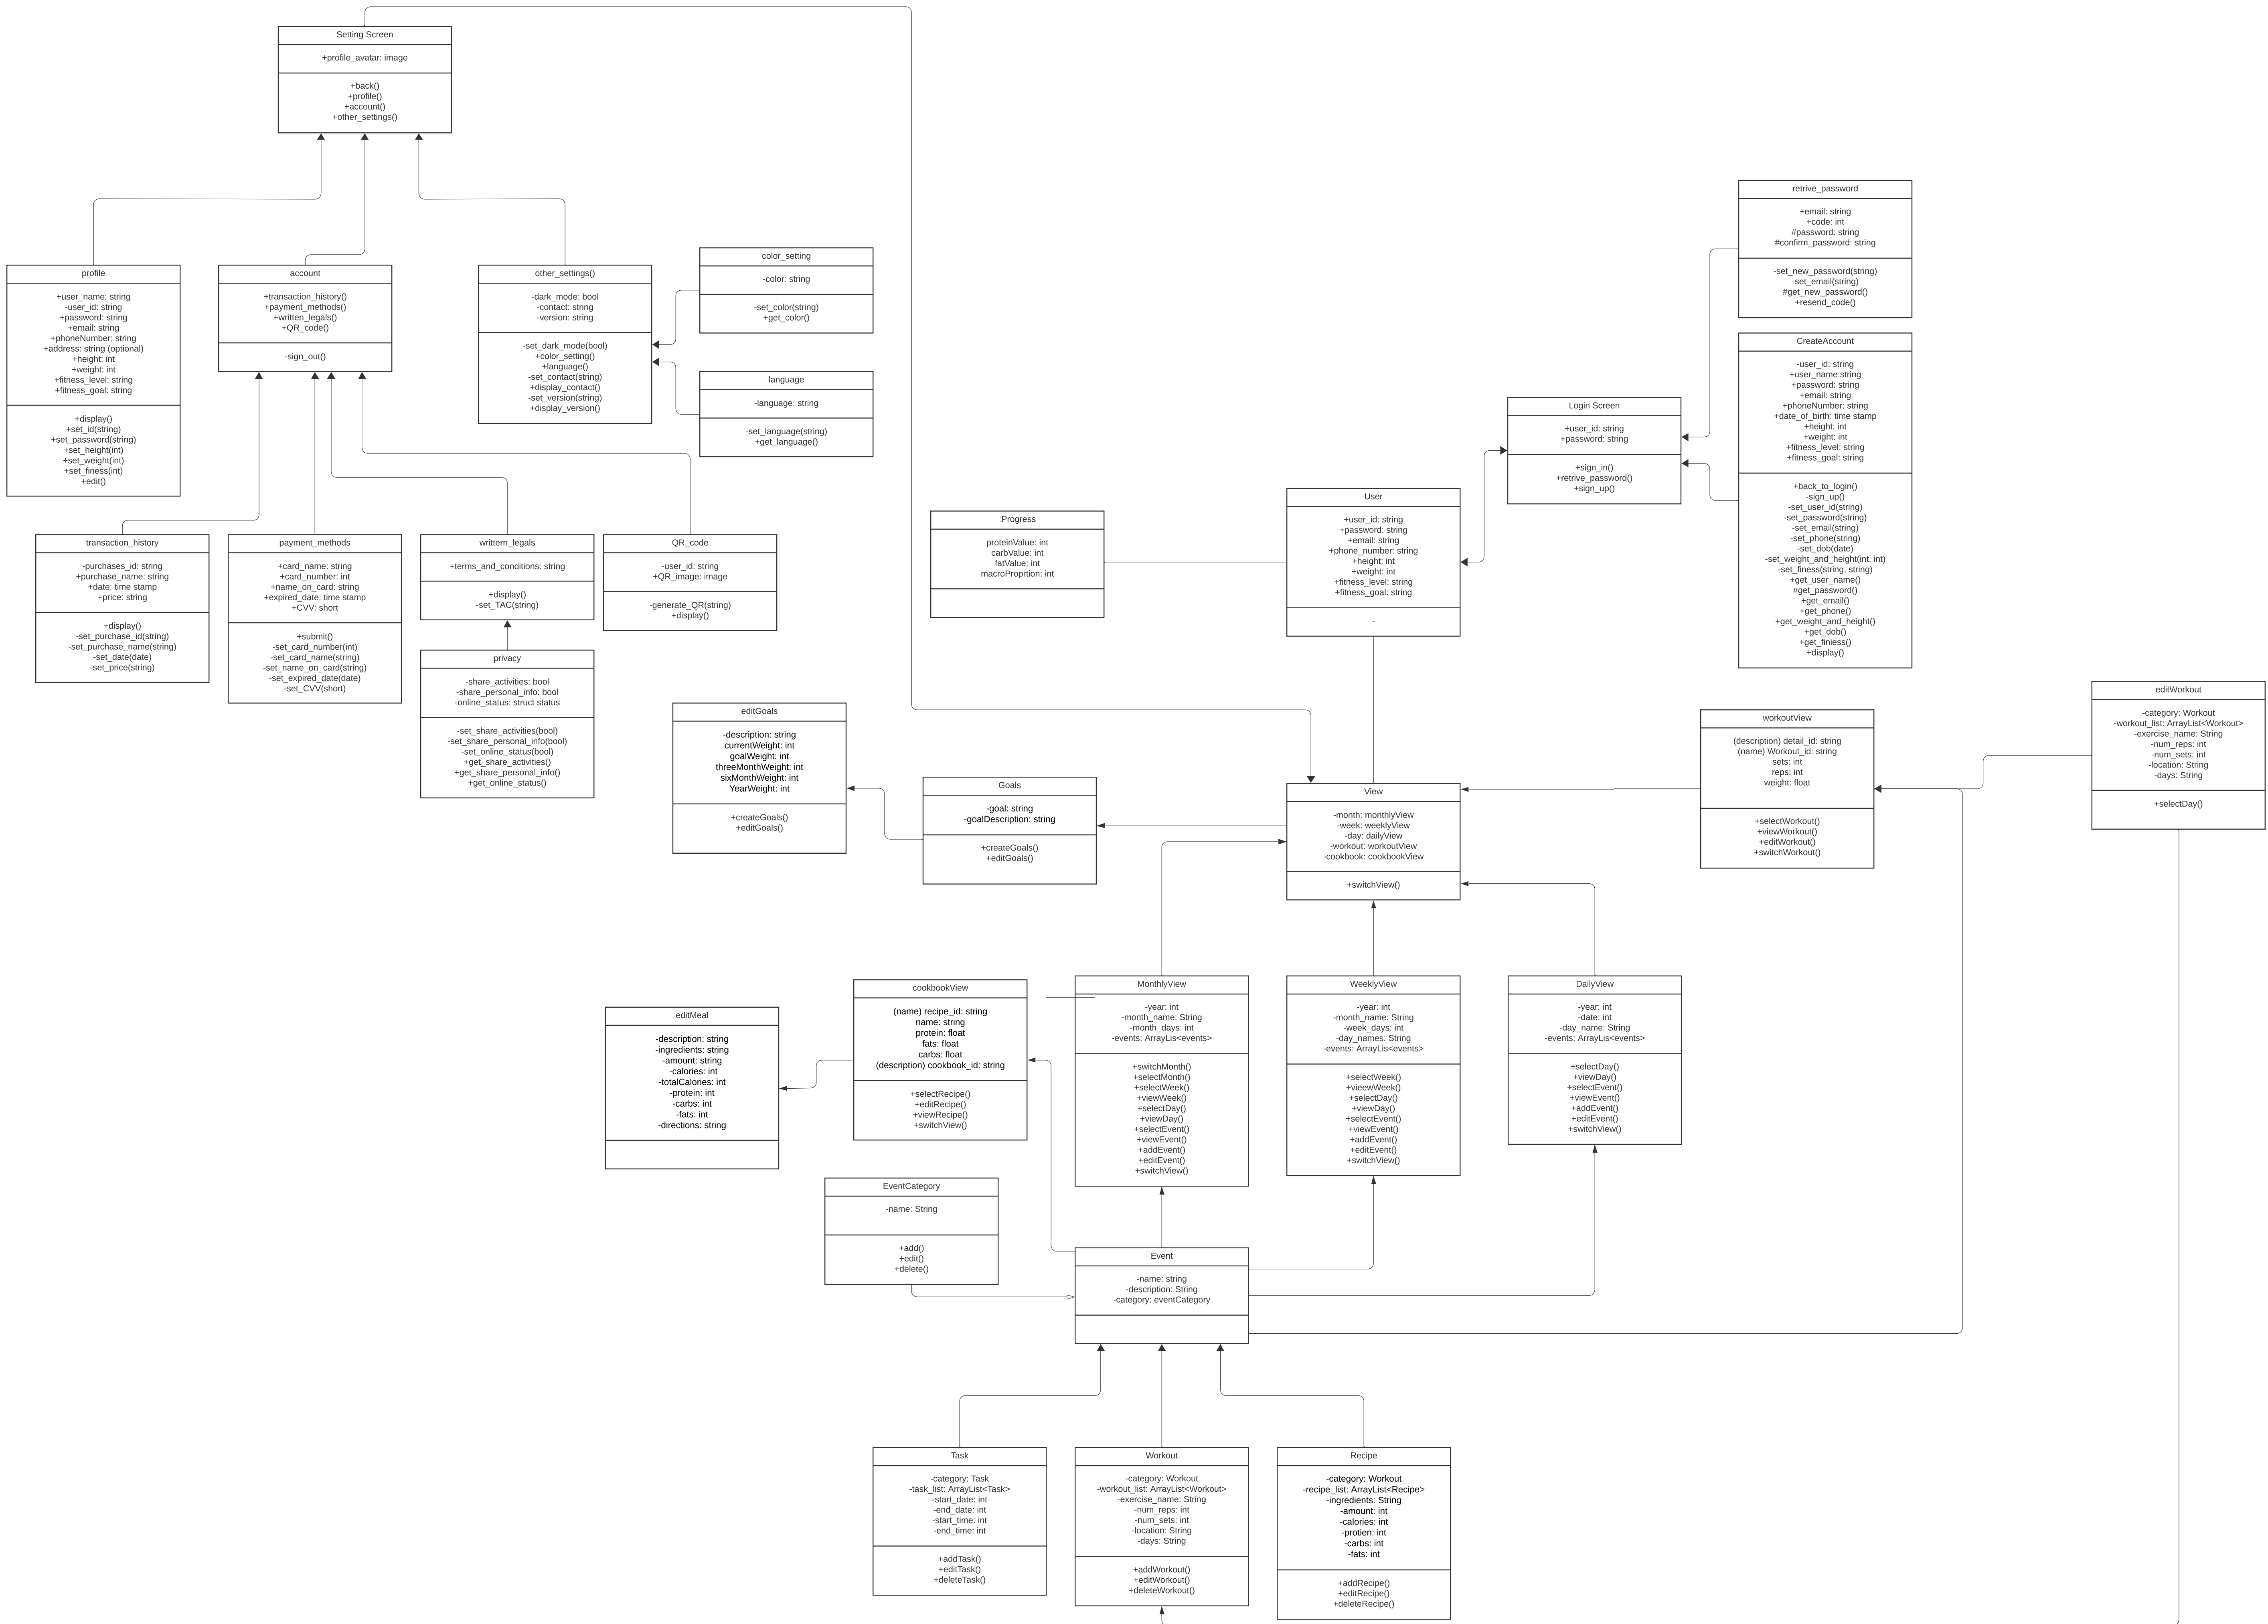 Setting Screen
+profile_avatar: image
+back()
+profile()
+account()
+other_settings()
retrive_password
+email: string
+code: int
#password: string
#confirm_password: string
-set_new_password(string)
-set_email(string)
#get_new_password()
+resend_code()
profile
+user_name: string
-user_id: string
+password: string
+email: string
+phoneNumber: string
+address: string (optional)
+height: int
+weight: int
+fitness_level: string
+fitness_goal: string
+display()
+set_id(string)
+set_password(string)
+set_height(int)
+set_weight(int)
+set_finess(int)
+edit()
account
+transaction_history()
+payment_methods()
+written_legals()
+QR_code()
-sign_out()
other_settings()
-dark_mode: bool
-contact: string
-version: string
-set_dark_mode(bool)
+color_setting()
+language()
-set_contact(string)
+display_contact()
-set_version(string)
+display_version()
color_setting
-color: string
-set_color(string)
+get_color()
language
-language: string
-set_language(string)
+get_language()
CreateAccount
-user_id: string
+user_name:string
+password: string
+email: string
+phoneNumber: string
+date_of_birth: time stamp
+height: int
+weight: int
+fitness_level: string
+fitness_goal: string
+back_to_login()
-sign_up()
-set_user_id(string)
-set_password(string)
-set_email(string)
-set_phone(string)
-set_dob(date)
-set_weight_and_height(int, int)
-set_finess(string, string)
+get_user_name()
#get_password()
+get_email()
+get_phone()
+get_weight_and_height()
+get_dob()
+get_finiess()
+display()
Login Screen
+user_id: string
+password: string
+sign_in()
+retrive_password()
+sign_up()
User
+user_id: string
+password: string
+email: string
+phone_number: string
+height: int
+weight: int
+fitness_level: string
+fitness_goal: string
-
:Progress
proteinValue: int
carbValue: int
fatValue: int
macroProprtion: int
transaction_history
-purchases_id: string
+purchase_name: string
+date: time stamp
+price: string
+display()
-set_purchase_id(string)
-set_purchase_name(string)
-set_date(date)
-set_price(string)
payment_methods
+card_name: string
+card_number: int
+name_on_card: string
+expired_date: time stamp
+CVV: short
+submit()
-set_card_number(int)
-set_card_name(string)
-set_name_on_card(string)
-set_expired_date(date)
-set_CVV(short)
writtern_legals
+terms_and_conditions: string
+display()
-set_TAC(string)
QR_code
-user_id: string
+QR_image: image
-generate_QR(string)
+display()
privacy
-share_activities: bool
-share_personal_info: bool
-online_status: struct status
-set_share_activities(bool)
-set_share_personal_info(bool)
-set_online_status(bool)
+get_share_activities()
+get_share_personal_info()
+get_online_status()
editGoals
-description: string
currentWeight: int
goalWeight: int
threeMonthWeight: int
sixMonthWeight: int
YearWeight: int
+createGoals()
+editGoals()
Goals
-goal: string
-goalDescription: string
+createGoals()
+editGoals()
View
-month: monthlyView
-week: weeklyView
-day: dailyView
-workout: workoutView
-cookbook: cookbookView
+switchView()
workoutView
(description) detail_id: string
(name) Workout_id: string
sets: int
reps: int
weight: float
+selectWorkout()
+viewWorkout()
+editWorkout()
+switchWorkout()
editWorkout
-category: Workout
-workout_list: ArrayList<Workout>
-exercise_name: String
-num_reps: int
-num_sets: int
-location: String
-days: String
+selectDay()
editMeal
-description: string
-ingredients: string
-amount: string
-calories: int
-totalCalories: int
-protein: int
-carbs: int
-fats: int
-directions: string
cookbookView
(name) recipe_id: string
name: string
protein: float
fats: float
carbs: float
(description) cookbook_id: string
+selectRecipe()
+editRecipe()
+viewRecipe()
+switchView()
MonthlyView
-year: int
-month_name: String
-month_days: int
-events: ArrayLis<events>
+switchMonth()
+selectMonth()
+selectWeek()
+viewWeek()
+selectDay()
+viewDay()
+selectEvent()
+viewEvent()
+addEvent()
+editEvent()
+switchView()
WeeklyView
-year: int
-month_name: String
-week_days: int
-day_names: String
-events: ArrayLis<events>
+selectWeek()
+vieewWeek()
+selectDay()
+viewDay()
+selectEvent()
+viewEvent()
+addEvent()
+editEvent()
+switchView()
DailyView
-year: int
-date: int
-day_name: String
-events: ArrayLis<events>
+selectDay()
+viewDay()
+selectEvent()
+viewEvent()
+addEvent()
+editEvent()
+switchView()
EventCategory
-name: String
+add()
+edit()
+delete()
Event
-name: string
-description: String
-category: eventCategory
Task
-category: Task
-task_list: ArrayList<Task>
-start_date: int
-end_date: int
-start_time: int
-end_time: int
+addTask()
+editTask()
+deleteTask()
Workout
-category: Workout
-workout_list: ArrayList<Workout>
-exercise_name: String
-num_reps: int
-num_sets: int
-location: String
-days: String
+addWorkout()
+editWorkout()
+deleteWorkout()
Recipe
-category: Workout
-recipe_list: ArrayList<Recipe>
-ingredients: String
-amount: int
-calories: int
-protien: int
-carbs: int
-fats: int
+addRecipe()
+editRecipe()
+deleteRecipe()